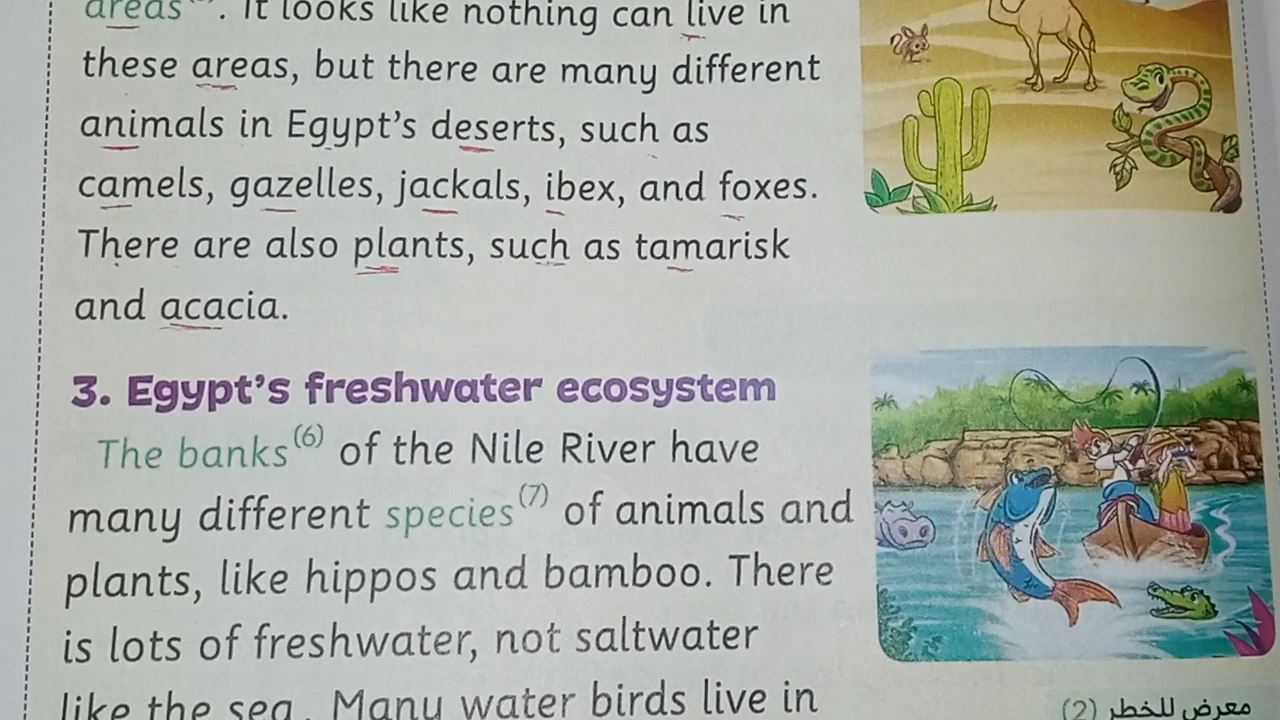 areas . It looks like nothing can live in
these areas, but there are many different
animals in Egypt's deserts, such as
camels, gazelles, jackals, ibex, and foxes.
There are also plants, such as tamarisk
and acacia.
3. Egypt's freshwater ecosystem
The banks(6) of the Nile River have
many different species(7) of animals and
plants, like hippos and bamboo. There
is lots of freshwater, not saltwater
like the sea. Many water birds live in
(2) معرض للخطر